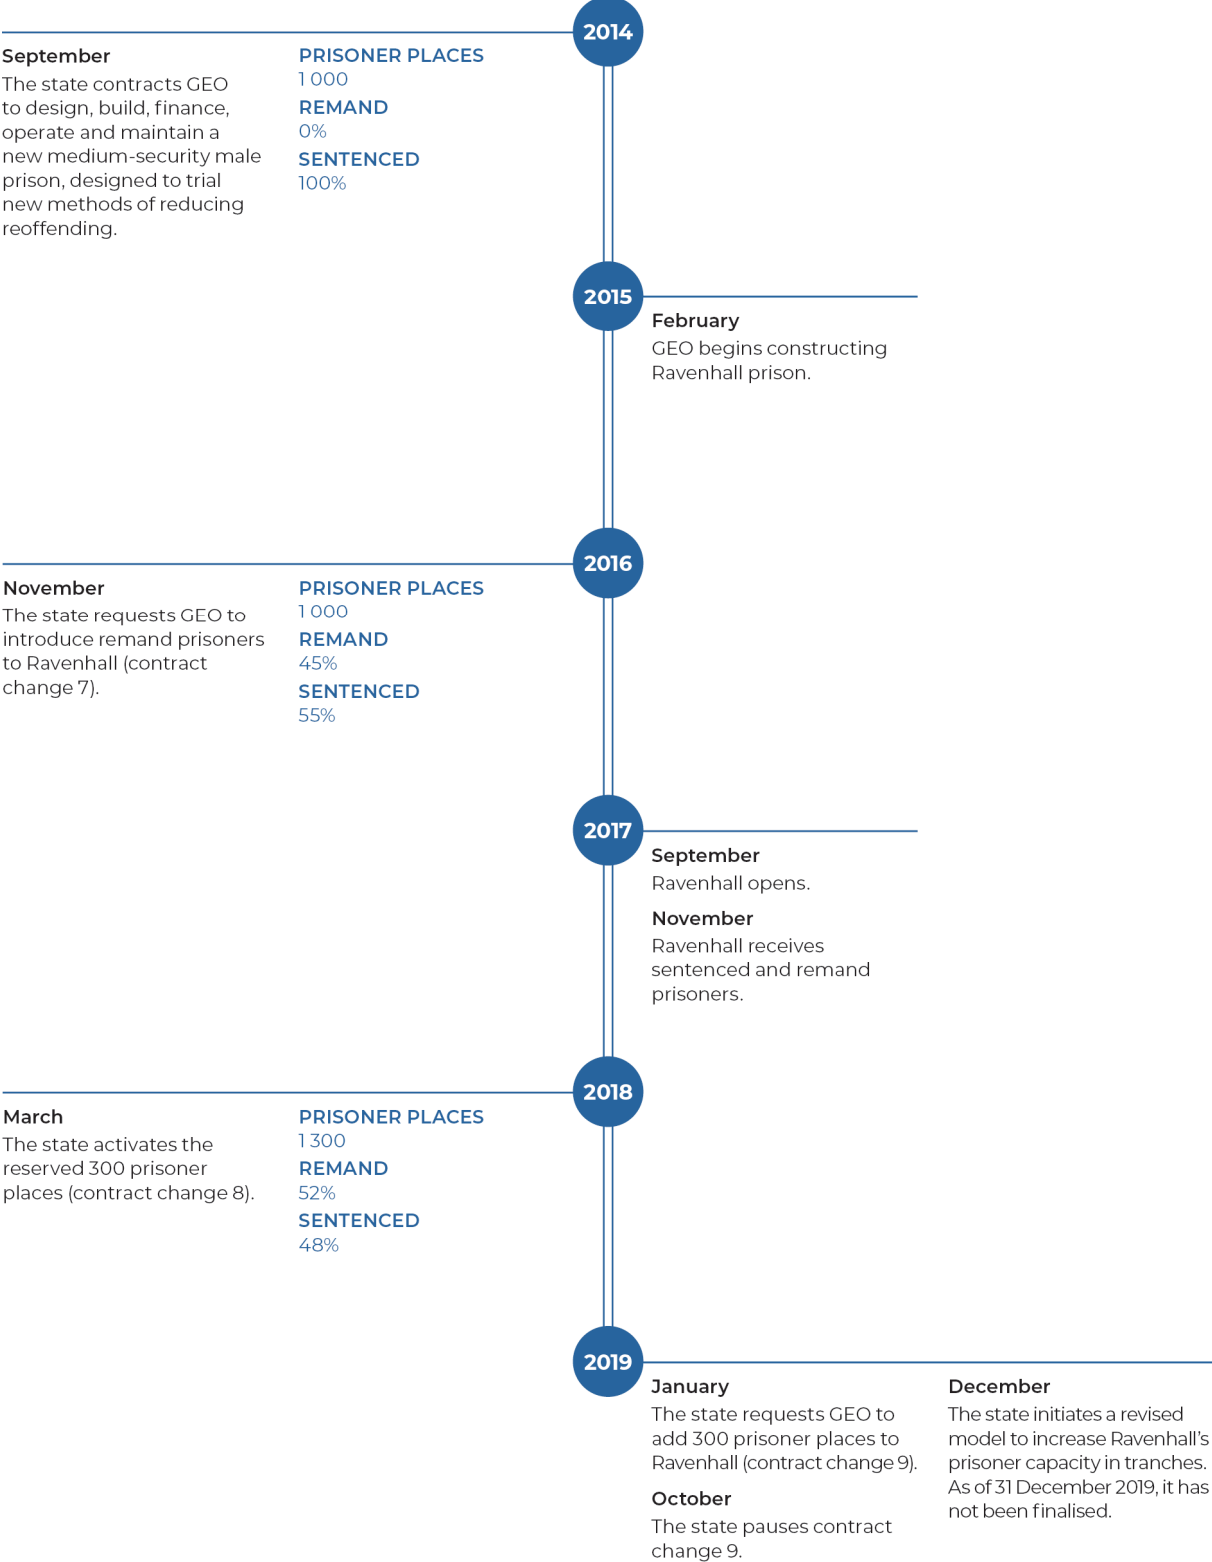 2014
September
The state contracts GEO
to design, build, finance,
operate and maintain a
new medium-security male
prison, designed to trial
new methods of reducing
reoffending.
PRISONER PLACES
1 000
REMAND
0%
SENTENCED
100%
2015
February
GEO begins constructing
Ravenhall prison.
2016
November
The state requests GEO to
introduce remand prisoners
to Ravenhall (contract
change 7).
PRISONER PLACES
1 000
REMAND
45%
SENTENCED
55%
2017
September
Ravenhall opens.
November
Ravenhall receives
sentenced and remand
prisoners.
2018
March
The state activates the
reserved 300 prisoner
places (contract change 8).
PRISONER PLACES
1 300
REMAND
52%
SENTENCED
48%
2019
January
The state requests GEO to
add 300 prisoner places to
Ravenhall (contract change 9).
October
The state pauses contract
change 9.
December
The state initiates a revised
model to increase Ravenhall's
prisoner capacity in tranches.
As of 31 December 2019, it has
not been finalised.